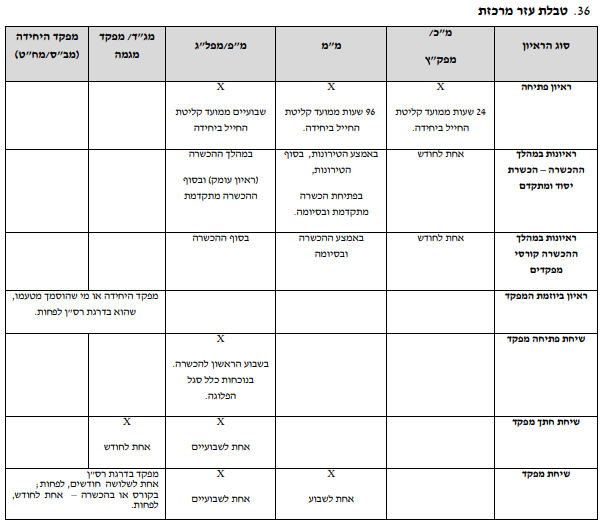 36. טבלת עזר מרכזת
סוג הראיון
מ"כ/
מפק"ץ
מ"מ
מ"פ/מפל"ג
מג"ד/ מפקד
מגמה
מפקד היחידה
(מב"ס/מח"ט)
ראיון פתיחה
X
24 שעות ממועד קליטת
החייל ביחידה.
X
96 שעות ממועד קליטת
החייל ביחידה.
X
שבועיים ממועד קליטת
החייל ביחידה
ראיונות במהלך
ההכשרה – הכשרת
יסוד ומתקדם
אחת לחודש
באמצע הטירונות, בסוף
הטירונות,
בפתיחת הכשרה
מתקדמת ובסיומה.
במהלך ההכשרה
(ראיון עומק) ובסוף
ההכשרה מתקדמת
ראיונות במהלך
ההכשרה קורסי
מפקדים
אחת לחודש
באמצע ההכשרה
ובסיומה
בסוף ההכשרה
ראיון ביוזמת המפקד
מפקד היחידה או מי שהוסמך מטעמו,
שהוא בדרגת רס"ן לפחות.
שיחת פתיחה מפקד
X
בשבוע הראשון להכשרה.
בנוכחות כלל סגל
הפלוגה.
שיחת חתך מפקד
X
אחת לשבועיים
X
אחת לחודש
שיחת מפקד
X
אחת לשבוע
X
אחת לשבועיים
מפקד בדרגת רס"ן
אחת לשלושה חודשים, לפחות;
בקורס או בהכשרה – אחת לחודש,
לפחות.